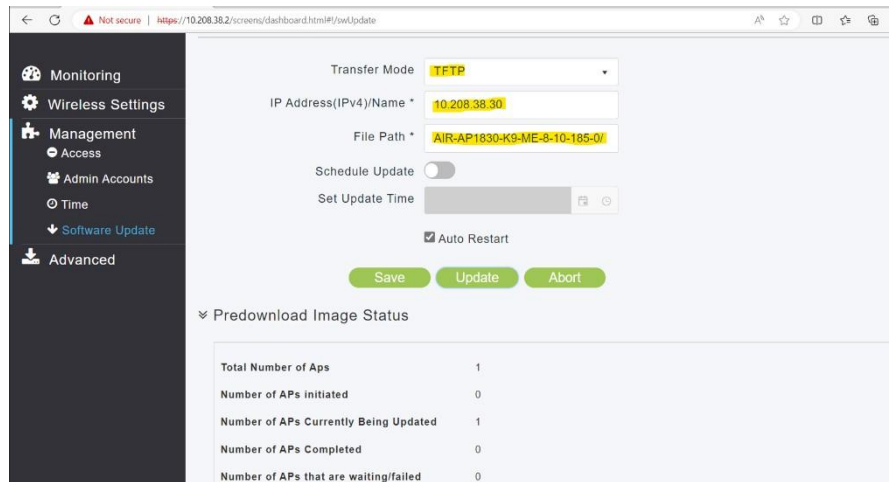 Not secure | https://10.208.38.2/screens/dashboard.html#!/swUpdate
Monitoring
Wireless Settings
Management
Access
Admin Accounts
Time
Software Update
Advanced
Transfer Mode TFTP
IP Address(IPv4)/Name * 10.208.38.30
File Path * AIR-AP1830-K9-ME-8-10-185-0/
Schedule Update
Set Update Time
Auto Restart
Save Update Abort
Predownload Image Status
Total Number of Aps 1
Number of APs initiated 0
Number of APs Currently Being Updated 1
Number of APs Completed 0
Number of APs that are waiting/failed 0